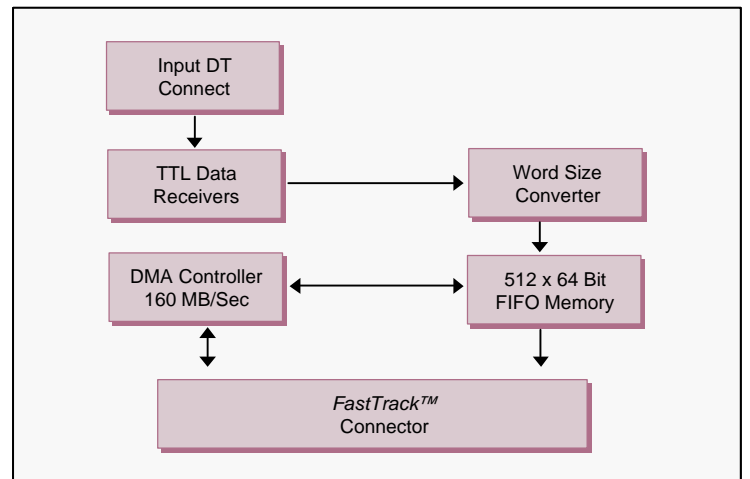 Input DT
Connect
TTL Data
Receivers
Word Size
Converter
DMA Controller
160 MB/Sec
512 x 64 Bit
FIFO Memory
FastTrack™
Connector